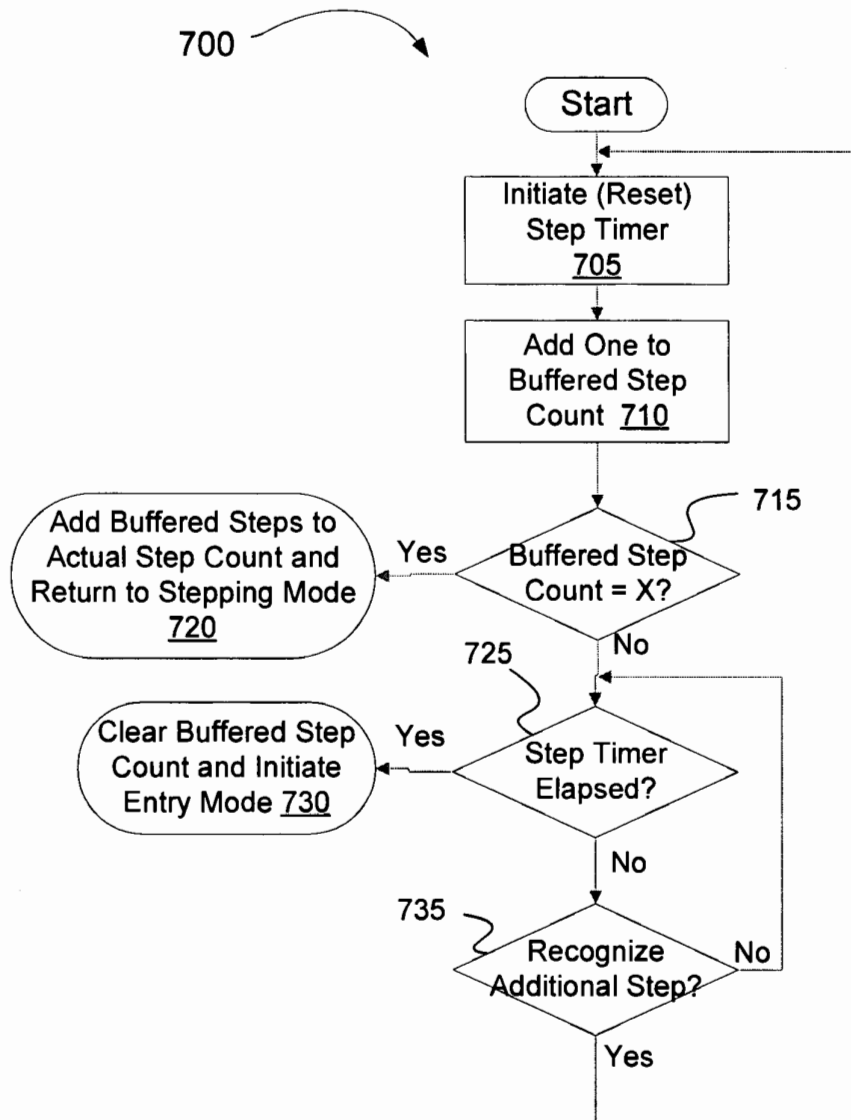 700
Start
Initiate (Reset)
Step Timer
705
Add One to
Buffered Step
Count 710
715
Buffered Step
Count = X?
Yes
Add Buffered Steps to
Actual Step Count and
Return to Stepping Mode
720
No
725
Step Timer
Elapsed?
Yes
Clear Buffered Step
Count and Initiate
Entry Mode 730
No
735
Recognize
Additional Step?
No
Yes